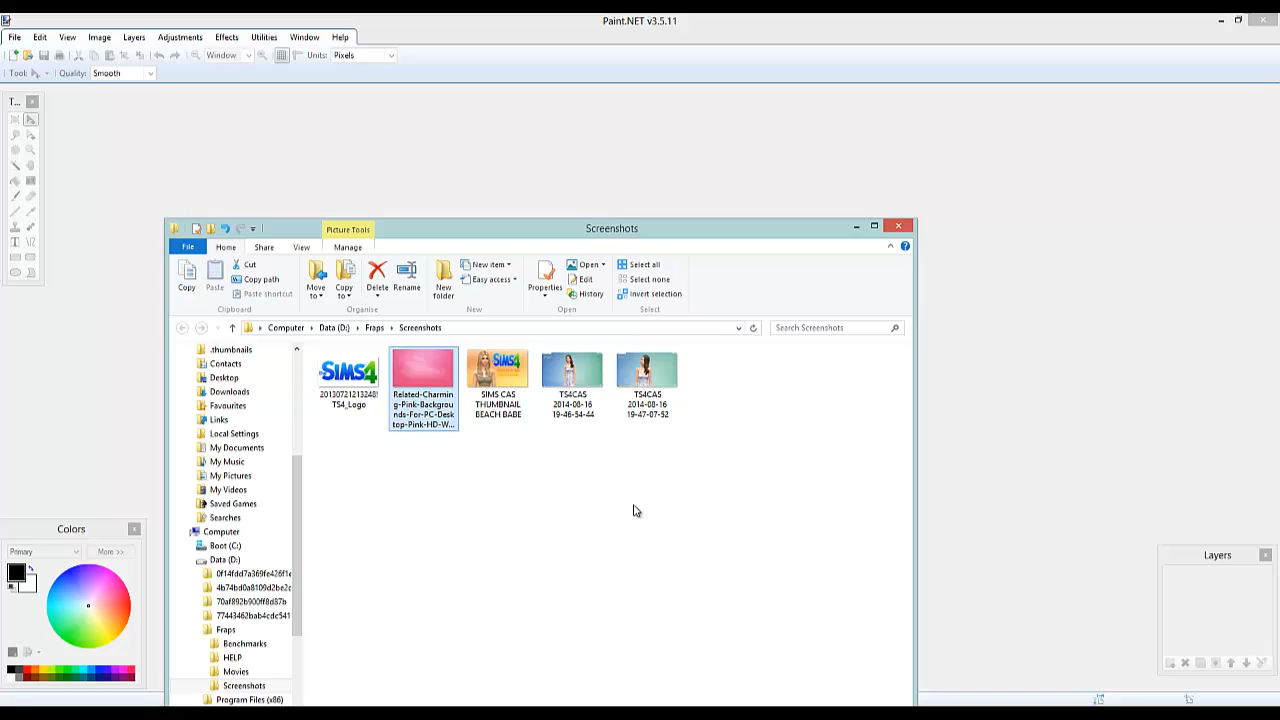 Paint.NET v3.5.11
File Edit View Image Layers Adjustments Effects Utilities Window Help
Window Units: Pixels
Tool: Quality: Smooth
T...
Picture Tools Screenshots
File Home Share View Manage
Copy Paste Cut Copy path Paste shortcut
Move to Copy to Delete Rename
New folder New item Easy access
Properties Open Edit History
Select all Select none Invert selection
Clipboard Organise New Open Select
Computer Data (D:) Fraps Screenshots Search Screenshots
.thumbnails
Contacts
Desktop
Downloads
Favourites
Links
Local Settings
My Documents
My Music
My Pictures
My Videos
Saved Games
Searches
Computer
Boot (C:)
Data (D:)
Fraps
Benchmarks
HELP
Movies
Screenshots
Program Files (x86)
SIMS4
TS4_Logo
Related-Charmin
g-Pink-Backgrou
nds-For-PC-Desk
top-Pink-HD-W...
SIMS4
SIMS CAS
THUMBNAIL
BEACH BABE
TS4CAS
2014-08-16
19-46-54-44
TS4CAS
2014-08-16
19-47-07-52
Colors
Primary More >>
Layers